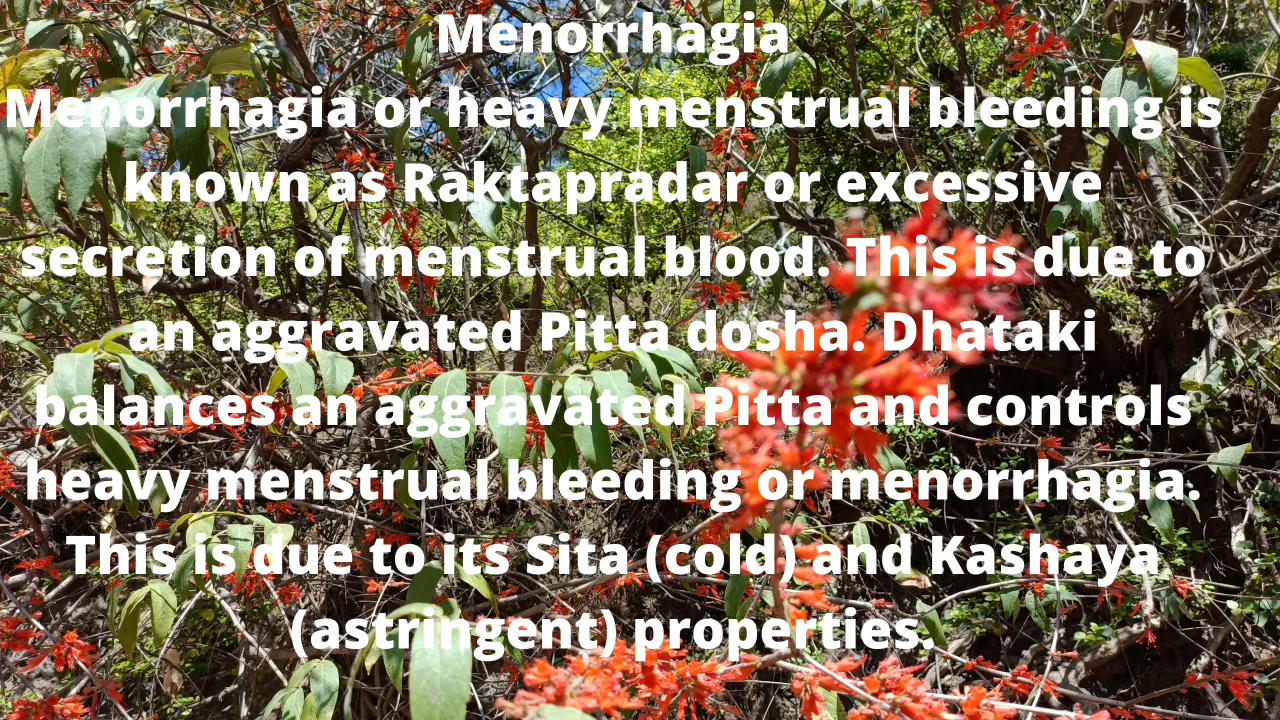 Menorrhagia
Menorrhagia or heavy menstrual bleeding is
known as Raktapradar or excessive
secretion of menstrual blood. This is due to
an aggravated Pitta dosha. Dhataki
balances an aggravated Pitta and controls
heavy menstrual bleeding or menorrhagia.
This is due to its Sita (cold) and Kashaya
(astringent) properties.